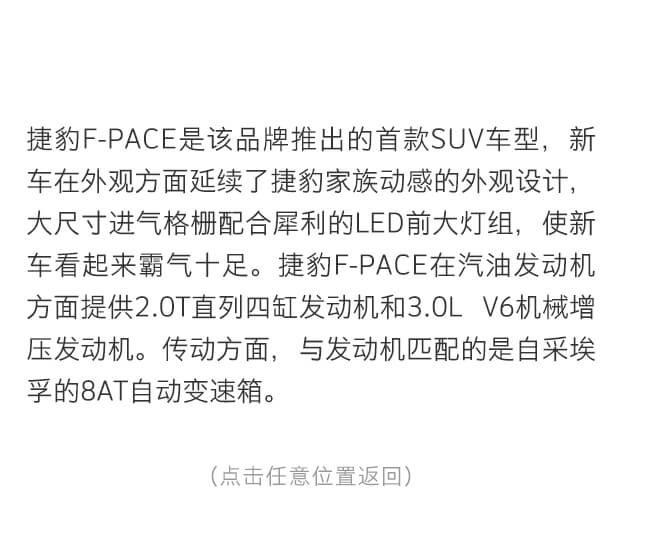 捷豹F-PACE是该品牌推出的首款SUV车型，新
车在外观方面延续了捷豹家族动感的外观设计，
大尺寸进气格栅配合犀利的LED前大灯组，使新
车看起来霸气十足。捷豹F-PACE在汽油发动机
方面提供2.0T直列四缸发动机和3.0L V6机械增
压发动机。传动方面，与发动机匹配的是自采埃
孚的8AT自动变速箱。
（点击任意位置返回）